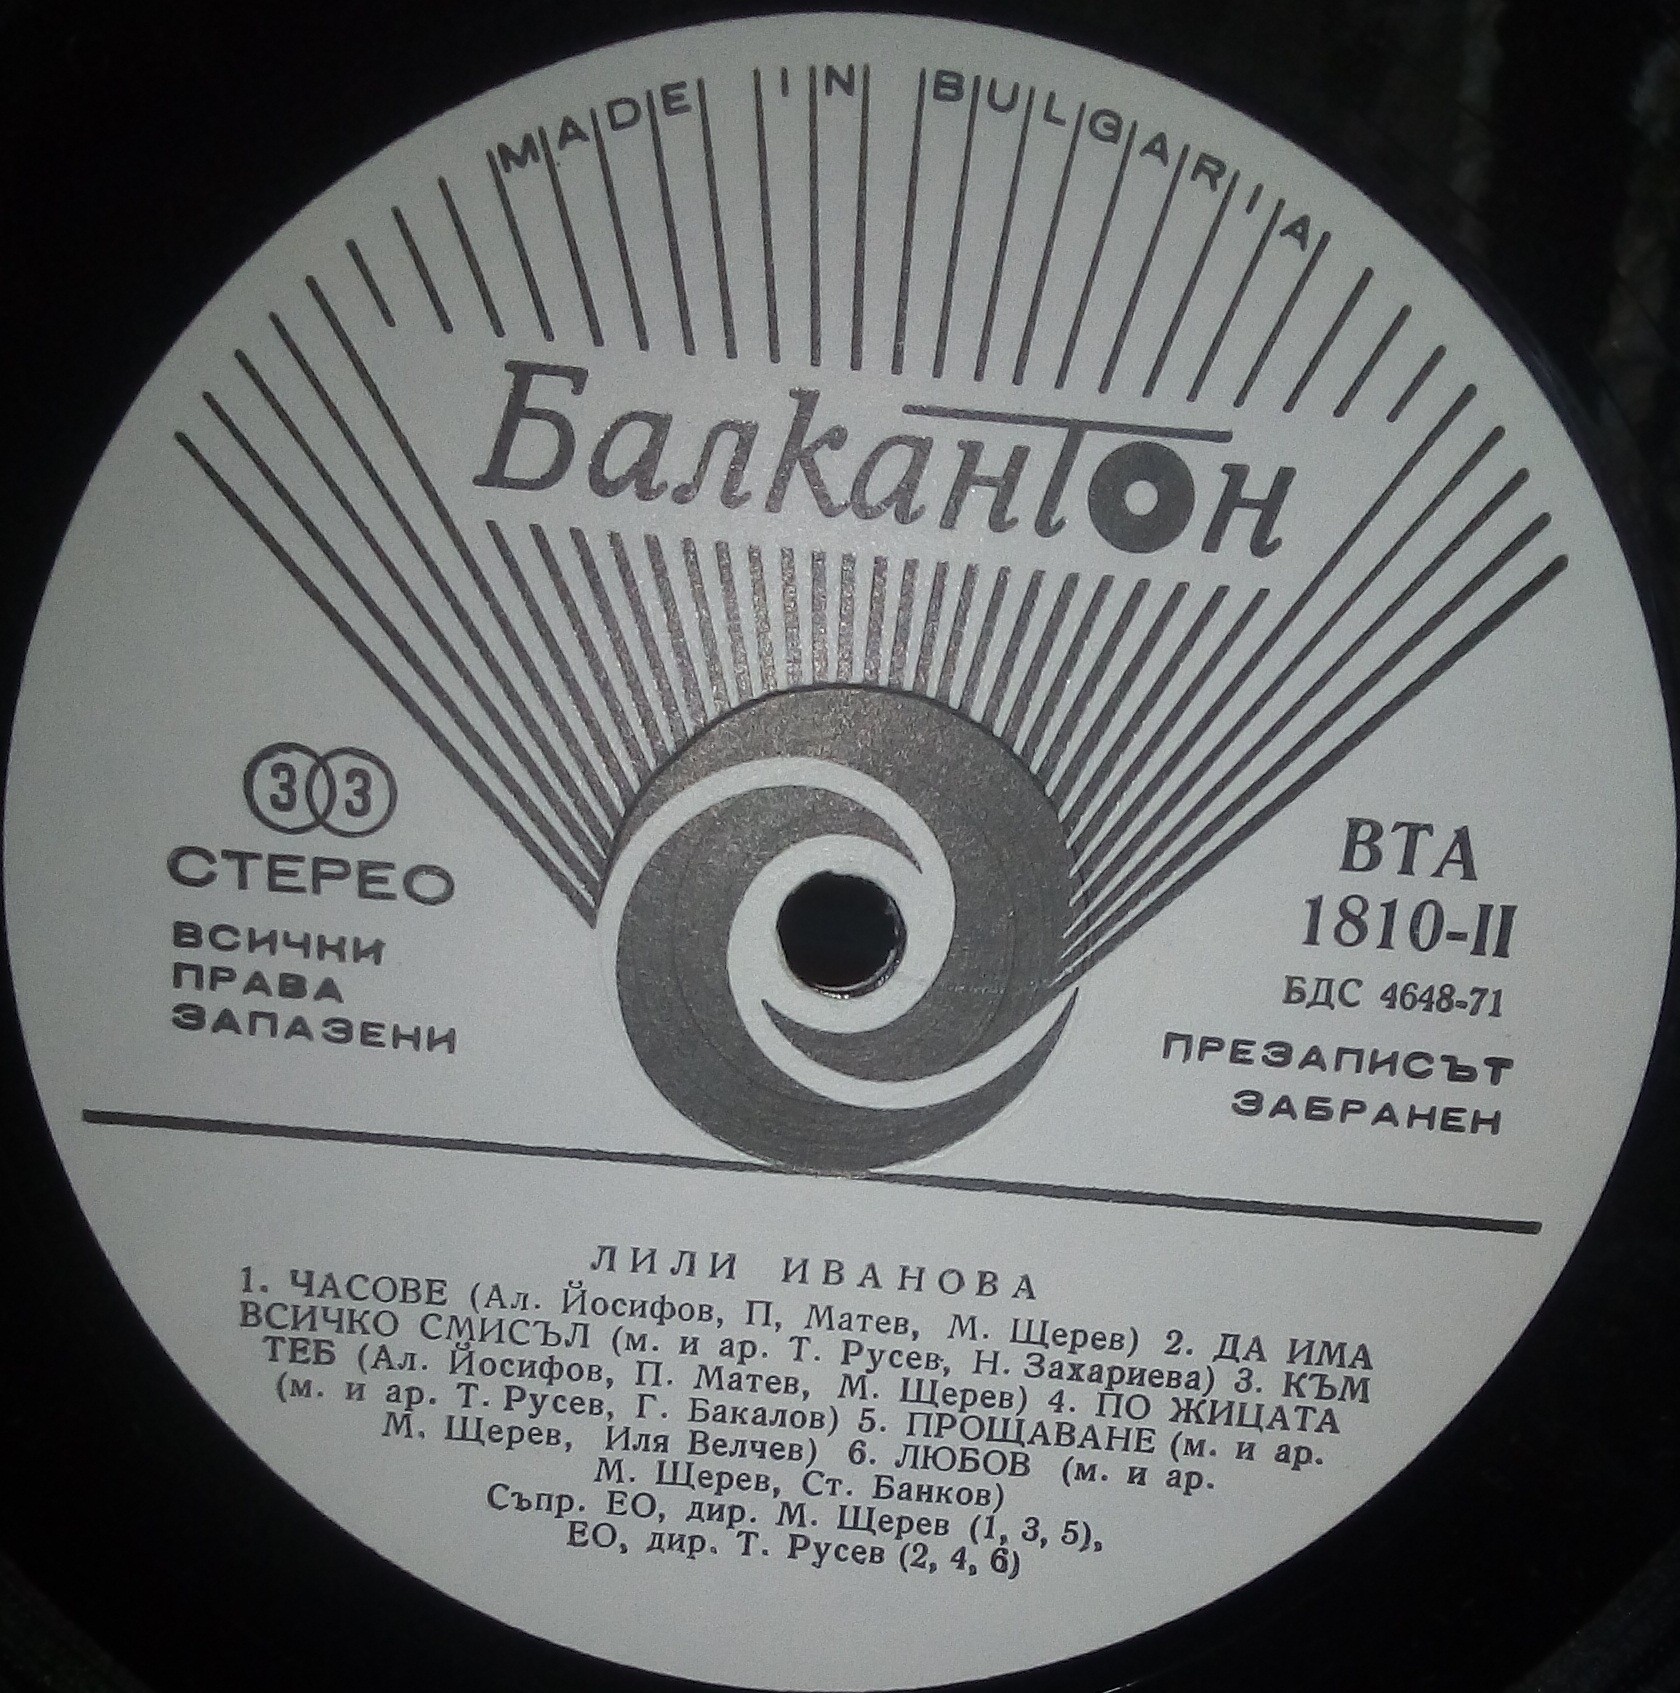 MADE IN BULGARIA
Балкантон
33
СТЕРЕО
ВСИЧКИ
ПРАВА
ЗАПАЗЕНИ
ВТА
1810-II
БДС 4648-71
ПРЕЗАПИСЪТ
ЗАБРАНЕН
ЛИЛИ ИВАНОВА
1. ЧАСОВЕ (Ал. Йосифов, П, Матев, М. Щерев) 2. ДА ИМА
ВСИЧКО СМИСЪЛ (м. и ар. Т. Русев, Н. Захариева) 3. КЪМ
ТЕБ (Ал. Йосифов, П. Матев, М. Щерев) 4. ПО ЖИЦАТА
(м. и ар. Т. Русев, Г. Бакалов) 5. ПРОЩАВАНЕ (м. и ар.
М. Щерев, Иля Велчев) 6. ЛЮБОВ (м. и ар.
М. Щерев, Ст. Банков)
Съпр. ЕО, дир. М. Щерев (1, 3, 5),
ЕО, дир. Т. Русев (2, 4, 6)